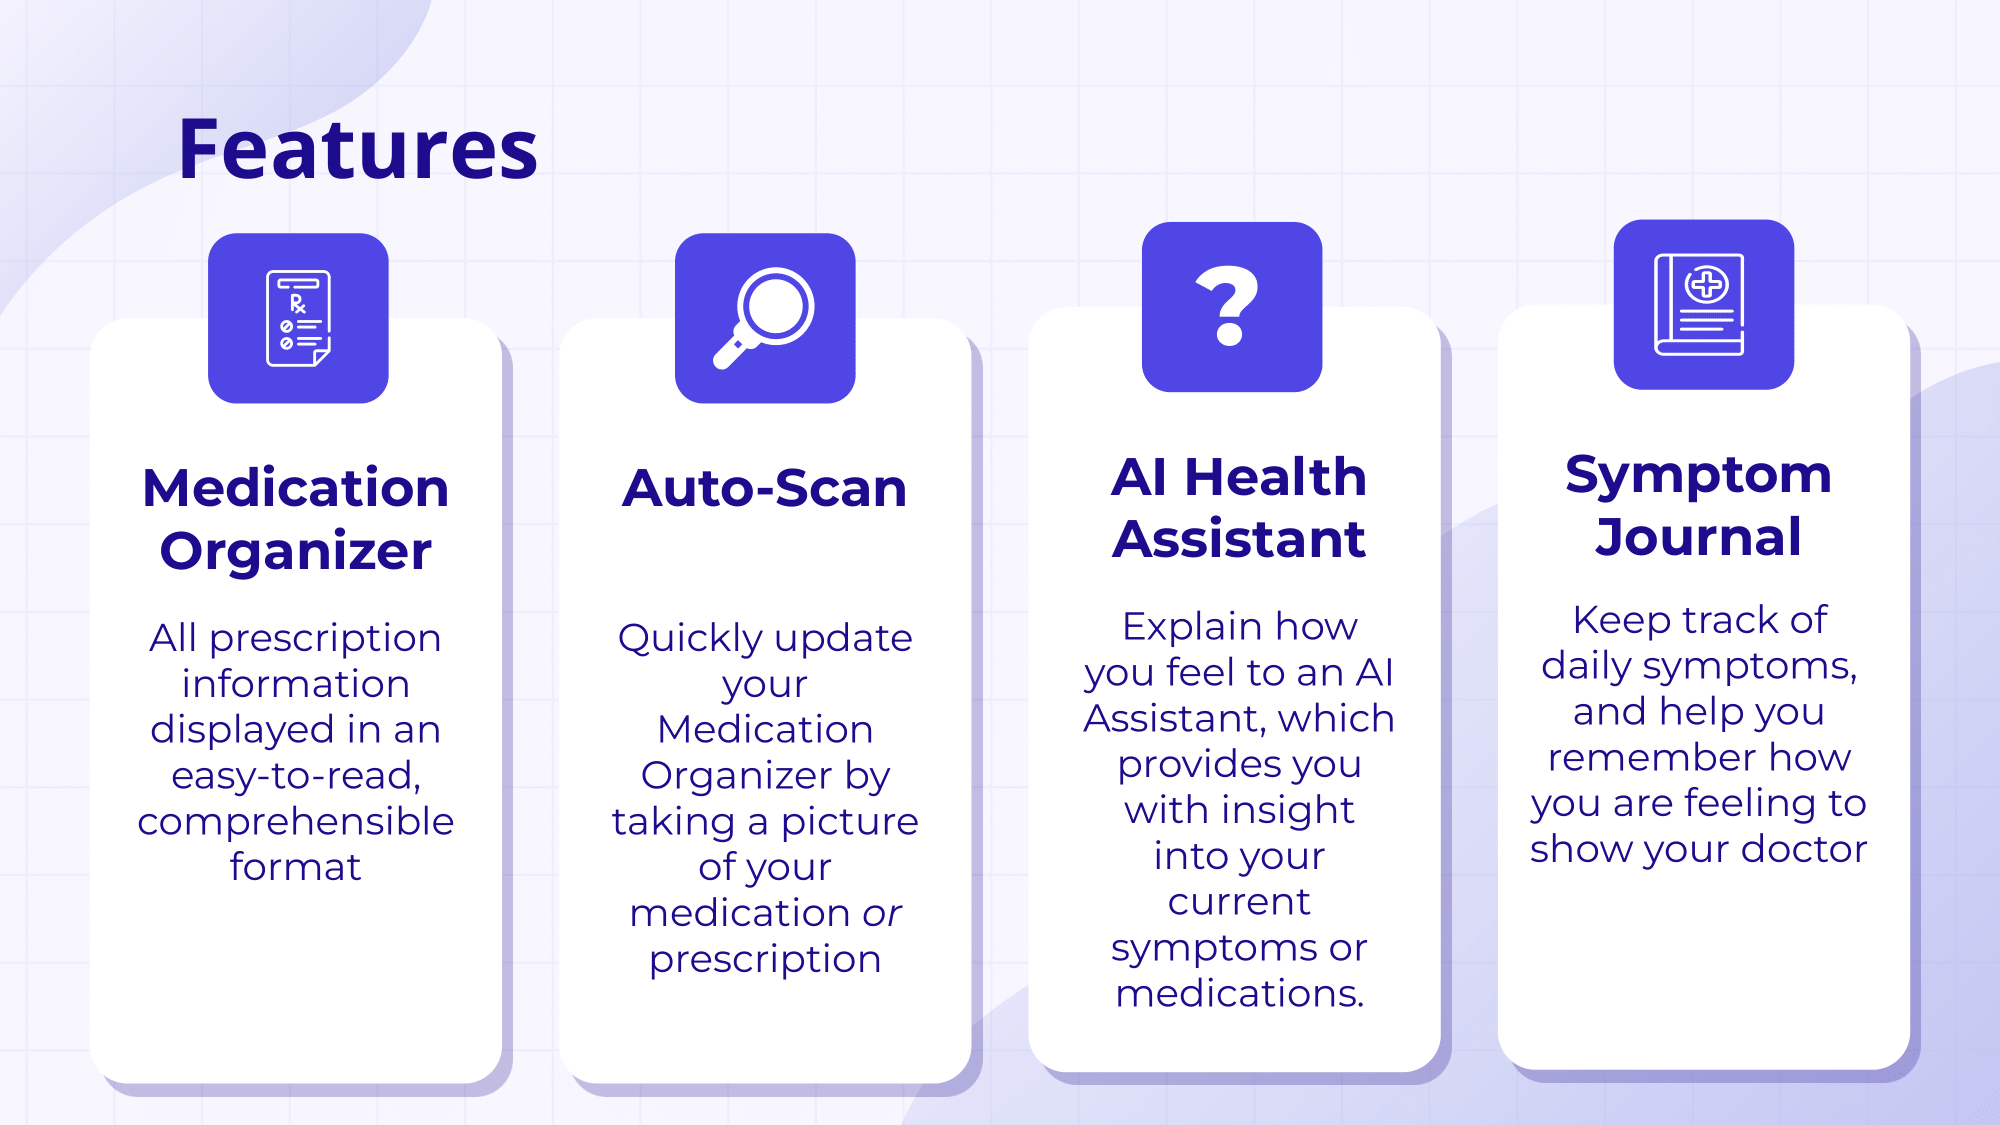 Features
℞
Medication
Organizer
All prescription
information
displayed in an
easy-to-read,
comprehensible
format
Auto-Scan
Quickly update
your
Medication
Organizer by
taking a picture
of your
medication or
prescription
?
AI Health
Assistant
Explain how
you feel to an AI
Assistant, which
provides you
with insight
into your
current
symptoms or
medications.
Symptom
Journal
Keep track of
daily symptoms,
and help you
remember how
you are feeling to
show your doctor